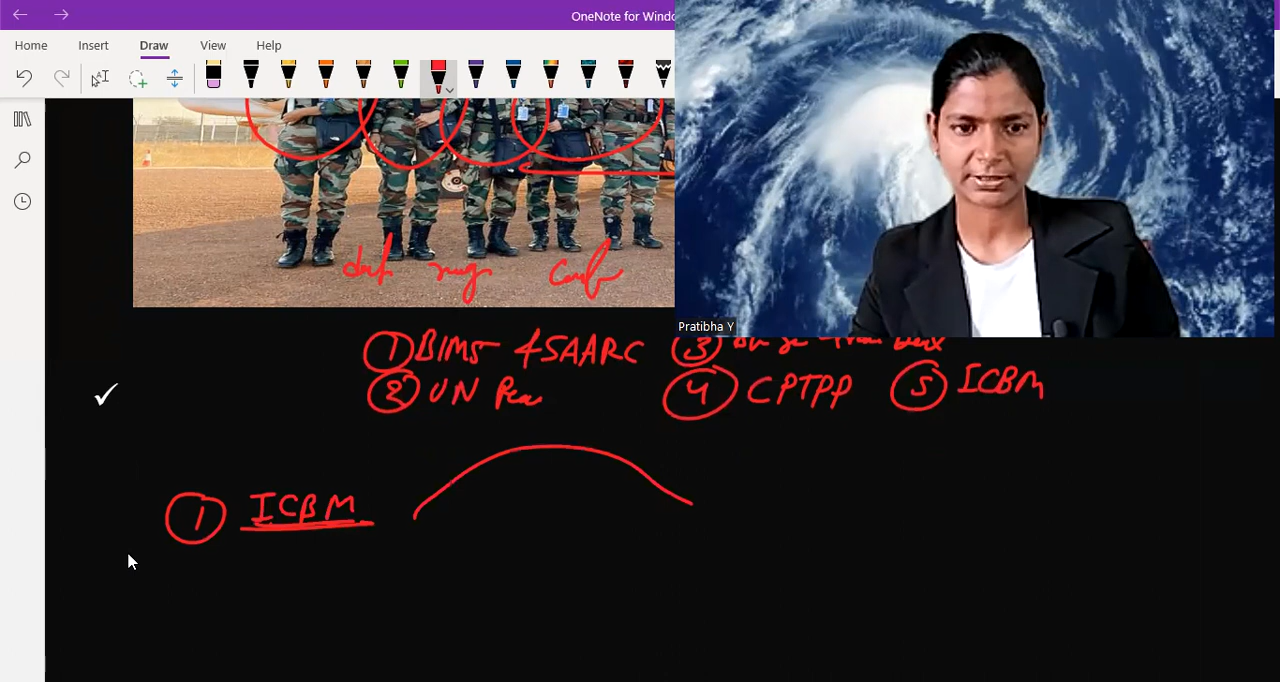 OneNote for Windo
Home Insert Draw View Help
Pratibha Y
① BIMS & SAARC ③
② UN Pea ④ CPTPP ⑤ ICBM
① ICBM